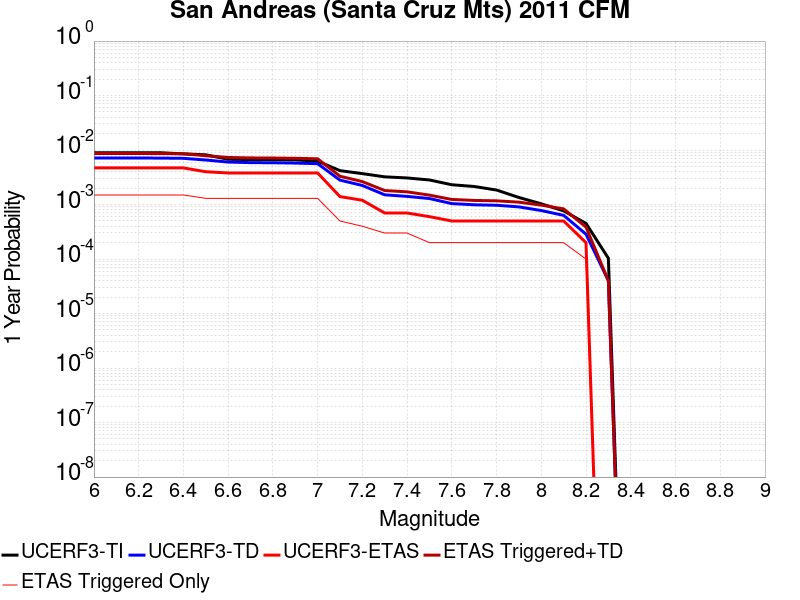 San Andreas (Santa Cruz Mts) 2011 CFM
10^0
10^-1
10^-2
10^-3
10^-4
10^-5
10^-6
10^-7
10^-8
1 Year Probability
6 6.2 6.4 6.6 6.8 7 7.2 7.4 7.6 7.8 8 8.2 8.4 8.6 8.8 9
Magnitude
UCERF3-TI UCERF3-TD UCERF3-ETAS ETAS Triggered+TD
ETAS Triggered Only